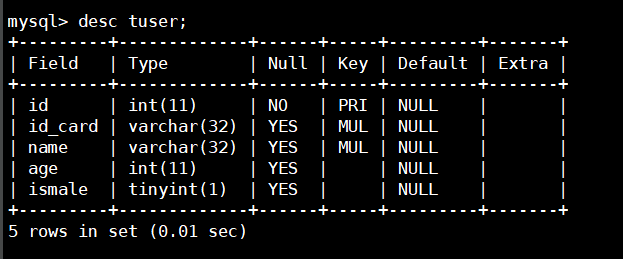 mysql> desc tuser;
+---------+-------------+------+-----+---------+-------+
| Field   | Type        | Null | Key | Default | Extra |
+---------+-------------+------+-----+---------+-------+
| id      | int(11)     | NO   | PRI | NULL    |       |
| id_card | varchar(32) | YES  | MUL | NULL    |       |
| name    | varchar(32) | YES  | MUL | NULL    |       |
| age     | int(11)     | YES  |     | NULL    |       |
| ismale  | tinyint(1)  | YES  |     | NULL    |       |
+---------+-------------+------+-----+---------+-------+
5 rows in set (0.01 sec)